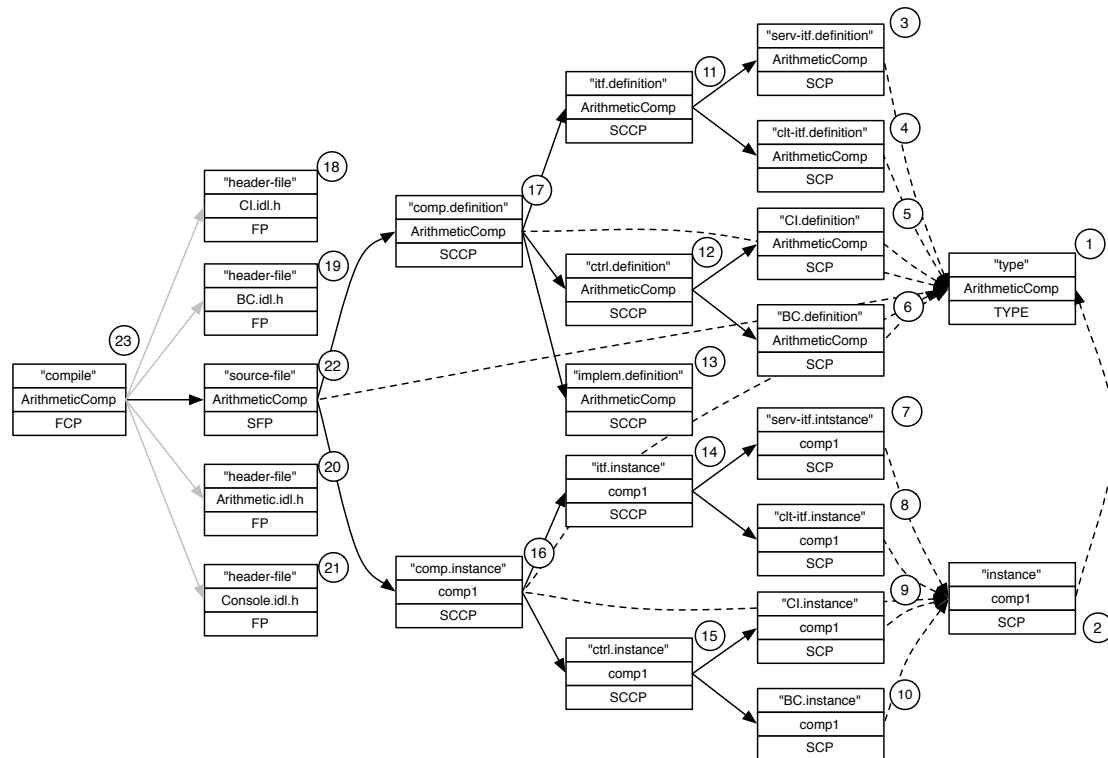 "compile"
ArithmeticComp
FCP
23
"header-file"
CI.idl.h
FP
18
"header-file"
BC.idl.h
FP
19
"source-file"
ArithmeticComp
SFP
22
"header-file"
Arithmetic.idl.h
FP
20
"header-file"
Console.idl.h
FP
21
"comp.definition"
ArithmeticComp
SCCP
17
"comp.instance"
comp1
SCCP
16
"itf.definition"
ArithmeticComp
SCCP
11
"ctrl.definition"
ArithmeticComp
SCCP
12
"implem.definition"
ArithmeticComp
SCCP
13
"itf.instance"
comp1
SCCP
14
"ctrl.instance"
comp1
SCCP
15
"serv-itf.definition"
ArithmeticComp
SCP
3
"clt-itf.definition"
ArithmeticComp
SCP
4
"CI.definition"
ArithmeticComp
SCP
5
"BC.definition"
ArithmeticComp
SCP
6
"serv-itf.intstance"
comp1
SCP
7
"clt-itf.instance"
comp1
SCP
8
"CI.instance"
comp1
SCP
9
"BC.instance"
comp1
SCP
10
"type"
ArithmeticComp
TYPE
1
"instance"
comp1
SCP
2